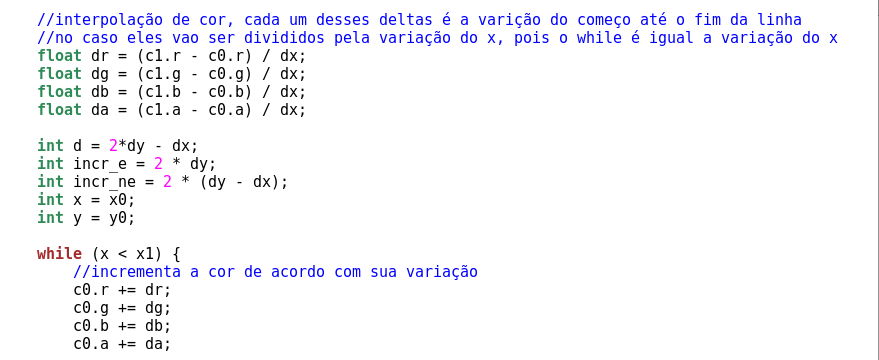 //interpolação de cor, cada um desses deltas é a varição do começo até o fim da linha
//no caso eles vao ser divididos pela variação do x, pois o while é igual a variação do x
float dr = (c1.r - c0.r) / dx;
float dg = (c1.g - c0.g) / dx;
float db = (c1.b - c0.b) / dx;
float da = (c1.a - c0.a) / dx;
int d = 2*dy - dx;
int incr_e = 2 * dy;
int incr_ne = 2 * (dy - dx);
int x = x0;
int y = y0;
while (x < x1) {
//incrementa a cor de acordo com sua variação
c0.r += dr;
c0.g += dg;
c0.b += db;
c0.a += da;